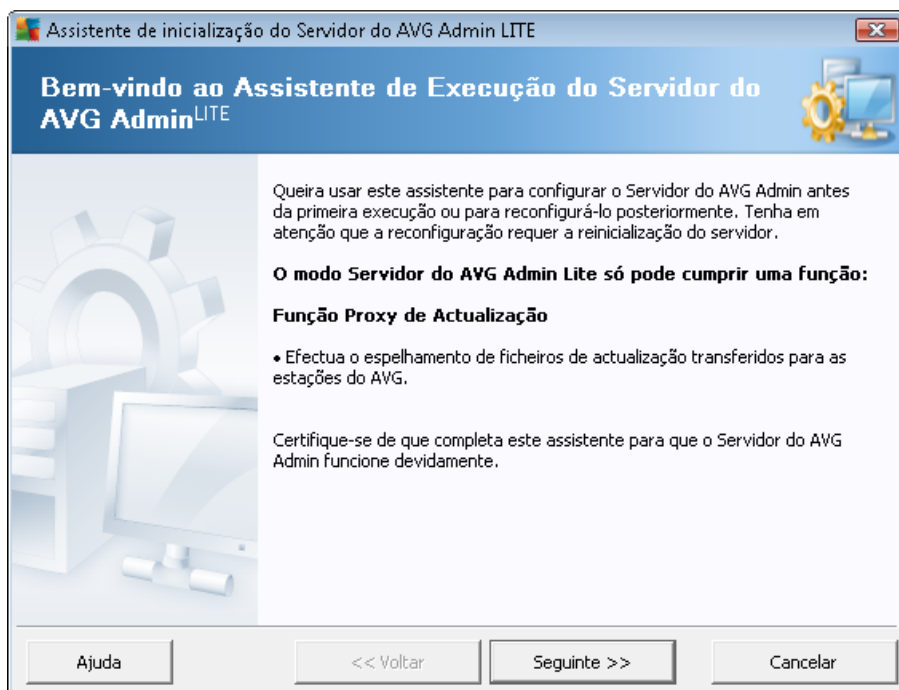 Assistente de inicialização do Servidor do AVG Admin LITE
Bem-vindo ao Assistente de Execução do Servidor do
AVG Admin LITE
Queira usar este assistente para configurar o Servidor do AVG Admin antes
da primeira execução ou para reconfigurá-lo posteriormente. Tenha em
atenção que a reconfiguração requer a reinicialização do servidor.
O modo Servidor do AVG Admin Lite só pode cumprir uma função:
Função Proxy de Actualização
• Efectua o espelhamento de ficheiros de actualização transferidos para as
estações do AVG.
Certifique-se de que completa este assistente para que o Servidor do AVG
Admin funcione devidamente.
Ajuda
<< Voltar
Seguinte >>
Cancelar